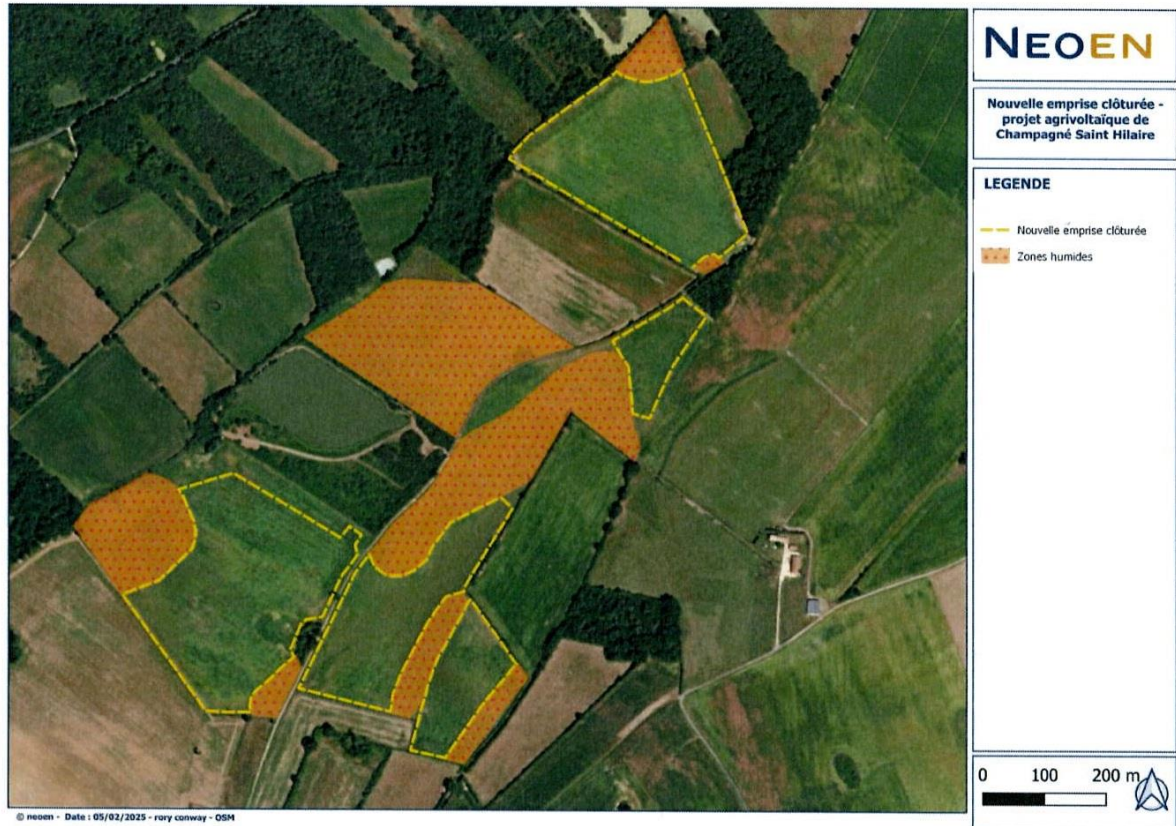 NEOEN
Nouvelle emprise clôturée -
projet agrivoltaïque de
Champagné Saint Hilaire
LEGENDE
Nouvelle emprise clôturée
Zones humides
0 100 200 m
© neoen - Date : 05/02/2025 - rory conway - OSM